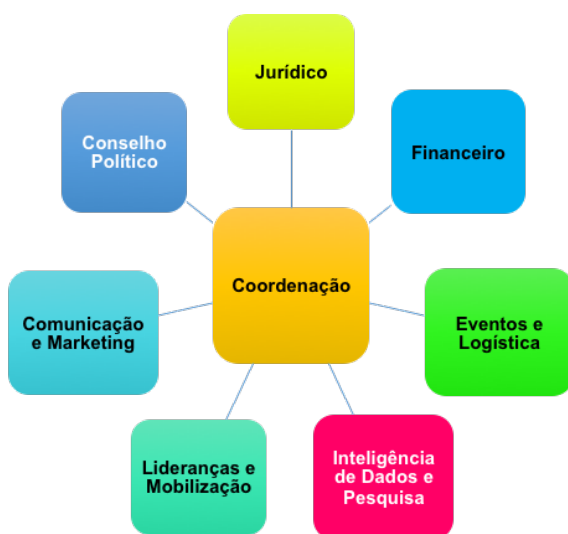 Jurídico
Financeiro
Conselho
Político
Coordenação
Comunicação
e Marketing
Eventos e
Logística
Lideranças e
Mobilização
Inteligência
de Dados e
Pesquisa